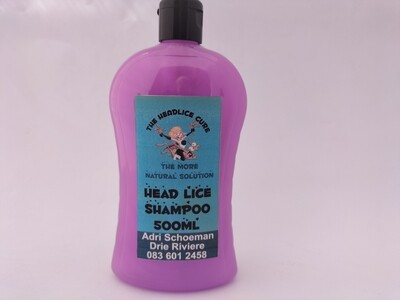 THE HEADLICE CURE
THE MORE
NATURAL SOLUTION
HEAD LICE
SHAMPOO
500ML
Adri Schoeman
Drie Riviere
083 601 2458